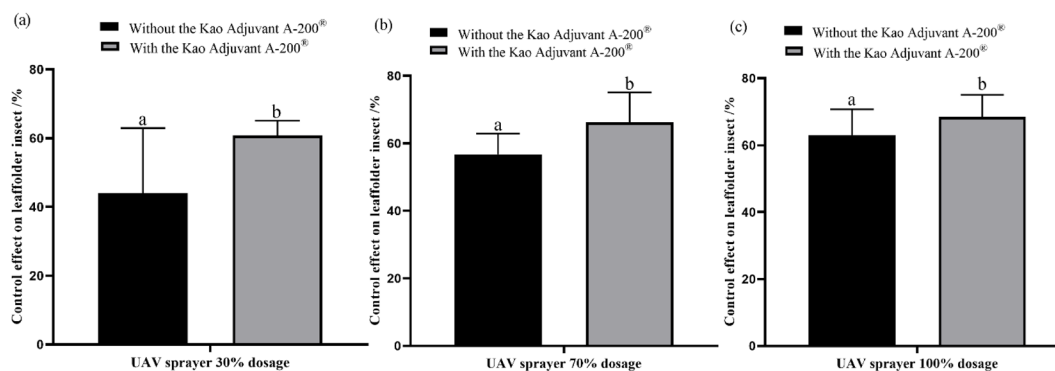 (a)
Without the Kao Adjuvant A-200®
With the Kao Adjuvant A-200®
Control effect on leaffolder insect /%
80
60
40
20
0
a
b
UAV sprayer 30% dosage
(b)
Without the Kao Adjuvant A-200®
With the Kao Adjuvant A-200®
Control effect on leaffolder insect /%
80
60
40
20
0
a
b
UAV sprayer 70% dosage
(c)
Without the Kao Adjuvant A-200®
With the Kao Adjuvant A-200®
Control effect on leaffolder insect /%
80
60
40
20
0
a
b
UAV sprayer 100% dosage